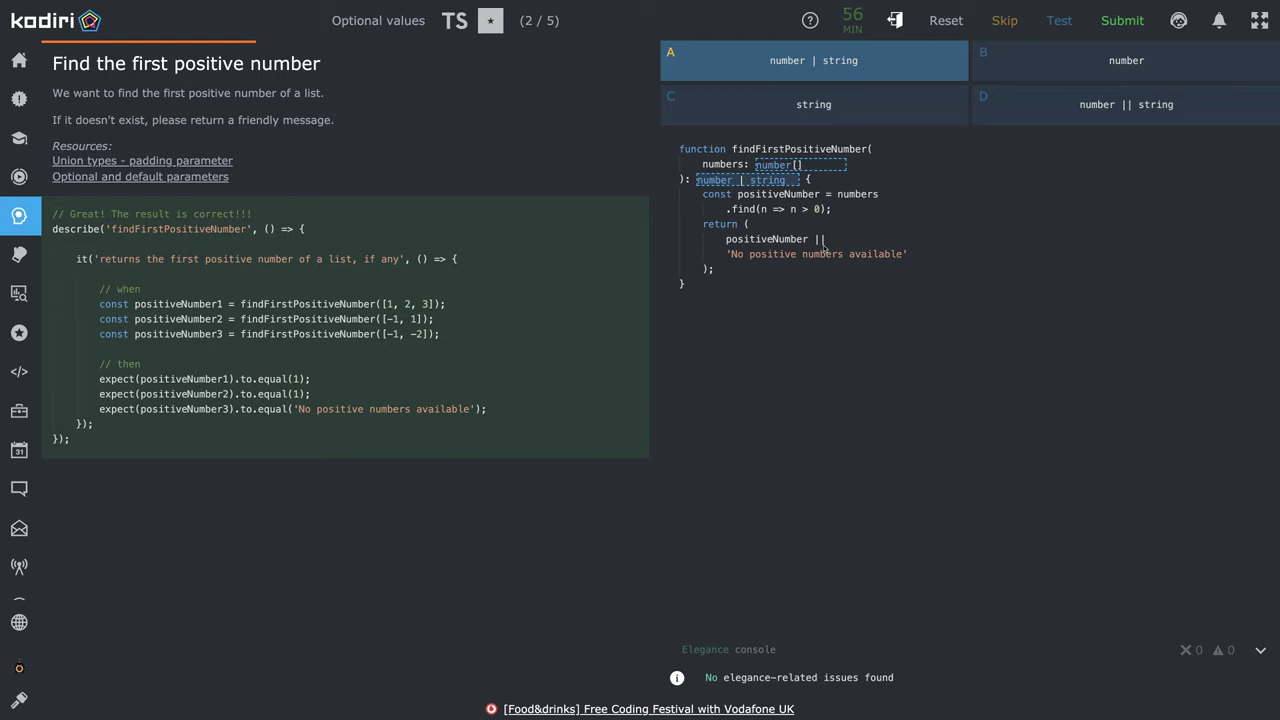 kodiri
Optional values TS ★ (2 / 5)
56
MIN
Reset
Skip
Test
Submit
Find the first positive number
We want to find the first positive number of a list.
If it doesn't exist, please return a friendly message.
Resources:
Union types - padding parameter
Optional and default parameters
// Great! The result is correct!!!
describe('findFirstPositiveNumber', () => {
it('returns the first positive number of a list, if any', () => {
// when
const positiveNumber1 = findFirstPositiveNumber([1, 2, 3]);
const positiveNumber2 = findFirstPositiveNumber([-1, 1]);
const positiveNumber3 = findFirstPositiveNumber([-1, -2]);
// then
expect(positiveNumber1).to.equal(1);
expect(positiveNumber2).to.equal(1);
expect(positiveNumber3).to.equal('No positive numbers available');
});
});
A
number | string
B
number
C
string
D
number || string
function findFirstPositiveNumber(
numbers: number[]
): number | string {
const positiveNumber = numbers
.find(n => n > 0);
return (
positiveNumber ||
'No positive numbers available'
);
}
31
Elegance console
0
0
No elegance-related issues found
[Food&drinks] Free Coding Festival with Vodafone UK